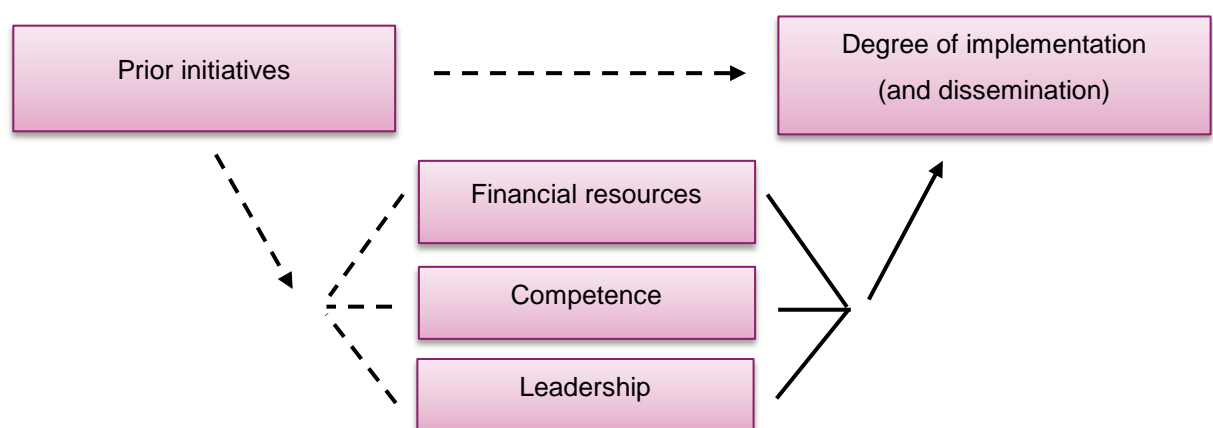 Prior initiatives
Degree of implementation
(and dissemination)
Financial resources
Competence
Leadership